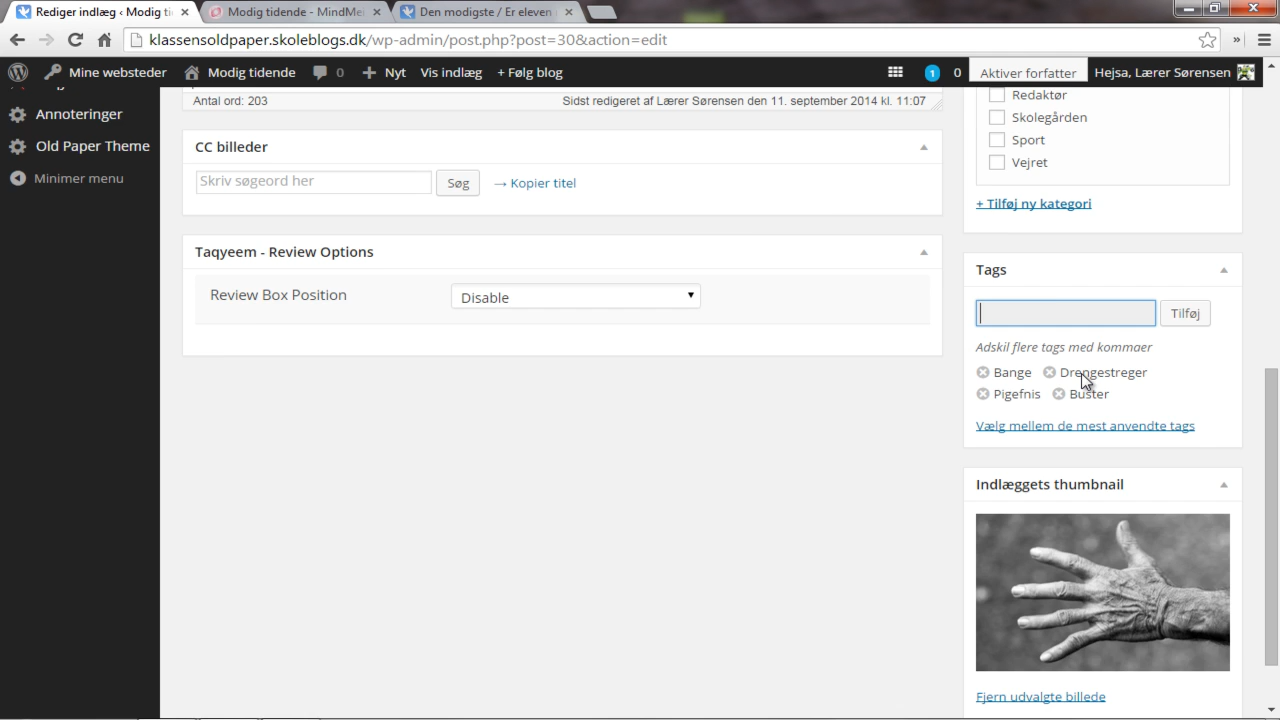 Rediger indlæg ‹ Modig ti
Modig tidende - MindMei
Den modigste / Er eleven
klassensoldpaper.skoleblogs.dk/wp-admin/post.php?post=30&action=edit
Mine websteder
Modig tidende
0
Nyt
Vis indlæg
+ Følg blog
1
0
Aktiver forfatter
Hejsa, Lærer Sørensen
Annoteringer
Old Paper Theme
Minimer menu
Antal ord: 203
Sidst redigeret af Lærer Sørensen den 11. september 2014 kl. 11:07
CC billeder
Skriv søgeord her
Søg
→ Kopier titel
Taqyeem - Review Options
Review Box Position
Disable
Redaktør
Skolegården
Sport
Vejret
+ Tilføj ny kategori
Tags
Tilføj
Adskil flere tags med kommaer
Bange Drengestreger
Pigefnis Buster
Vælg mellem de mest anvendte tags
Indlæggets thumbnail
Fjern udvalgte billede